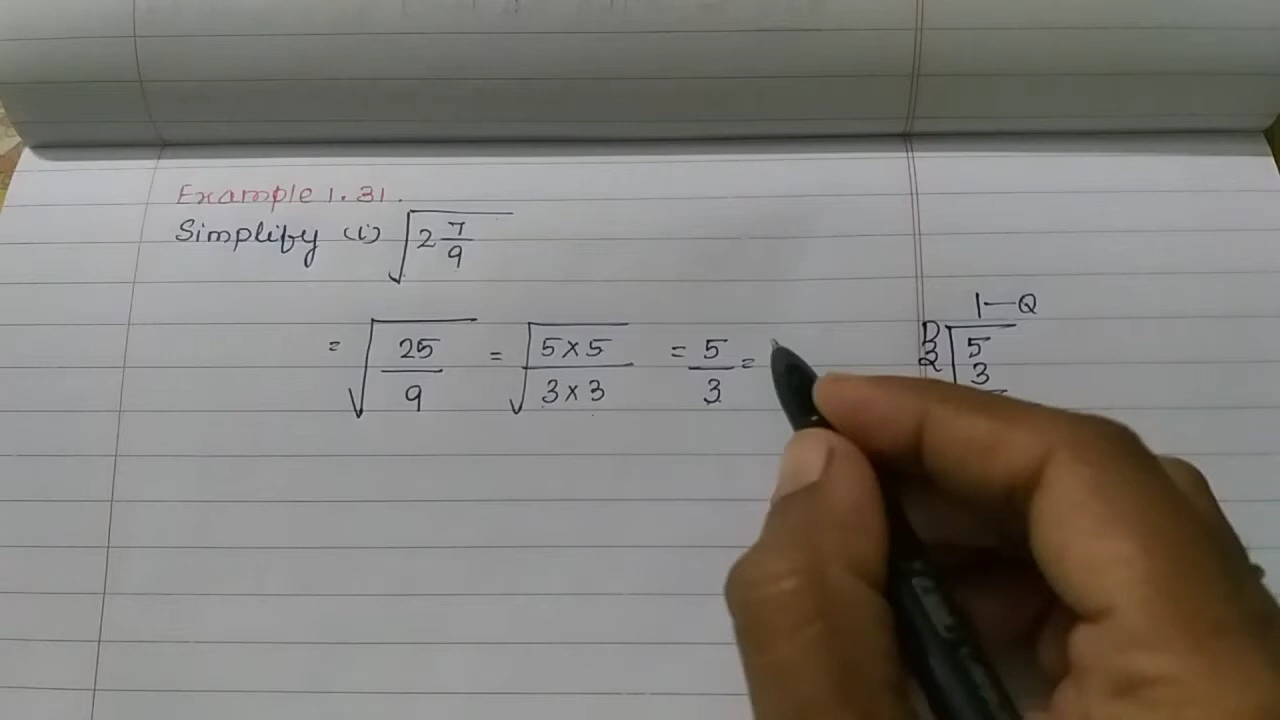 Example 1.31.
Simplify (i) √(2 7/9)
= √(25/9) = √(5×5/3×3) = 5/3 =
1—Q
D
3
2
5
3